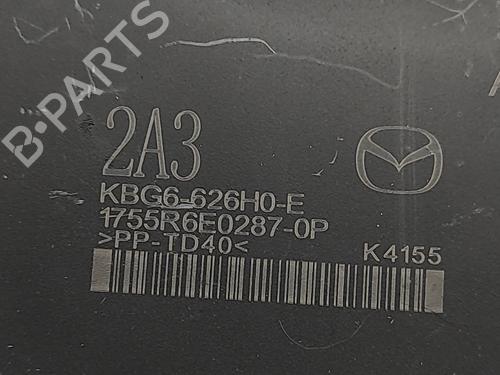 B-PARTS
2A3
KBG6-626H0-E
1755R6E0287-0P
>PP-TD40<
K4155